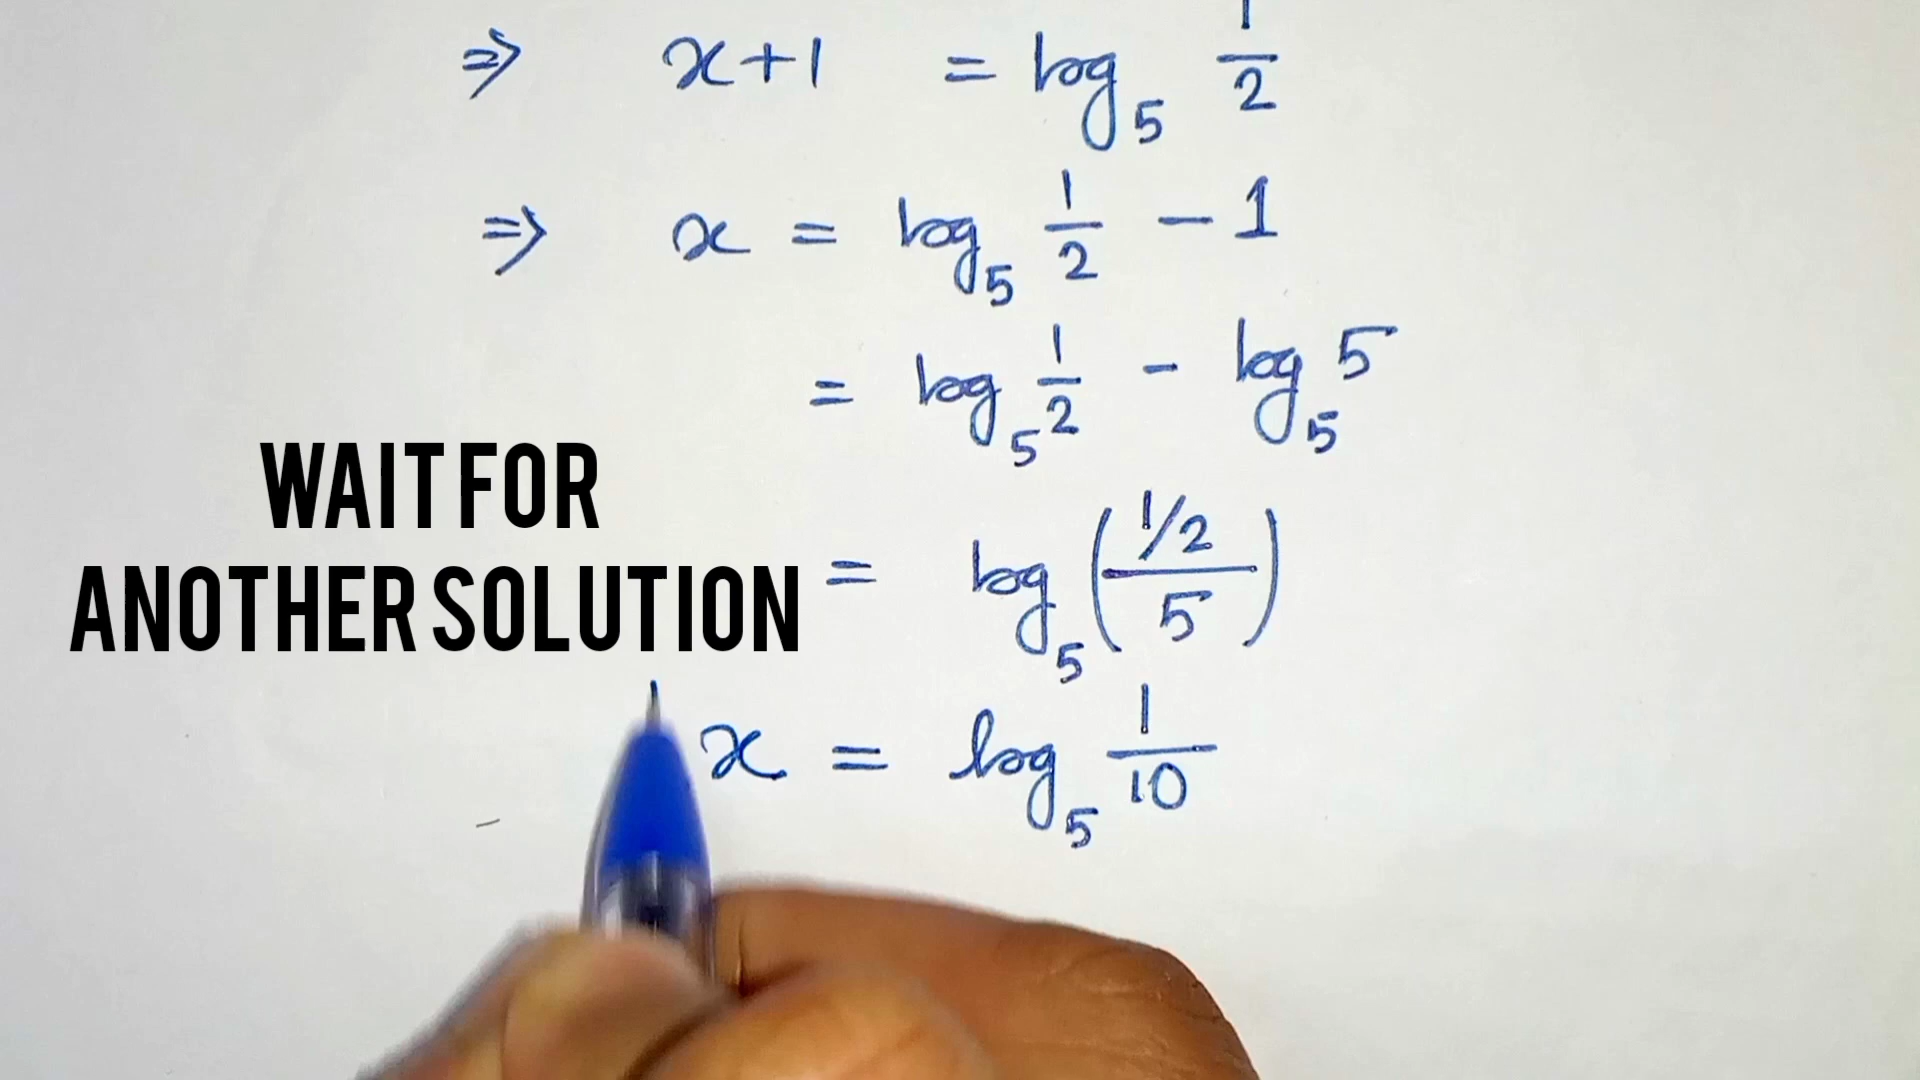 ⇒ x+1 = log₅ 1/2
⇒ x = log₅ 1/2 − 1
= log₅ 1/2 − log₅ 5
WAIT FOR
ANOTHER SOLUTION
= log₅ ((1/2)/5)
x = log₅ 1/10